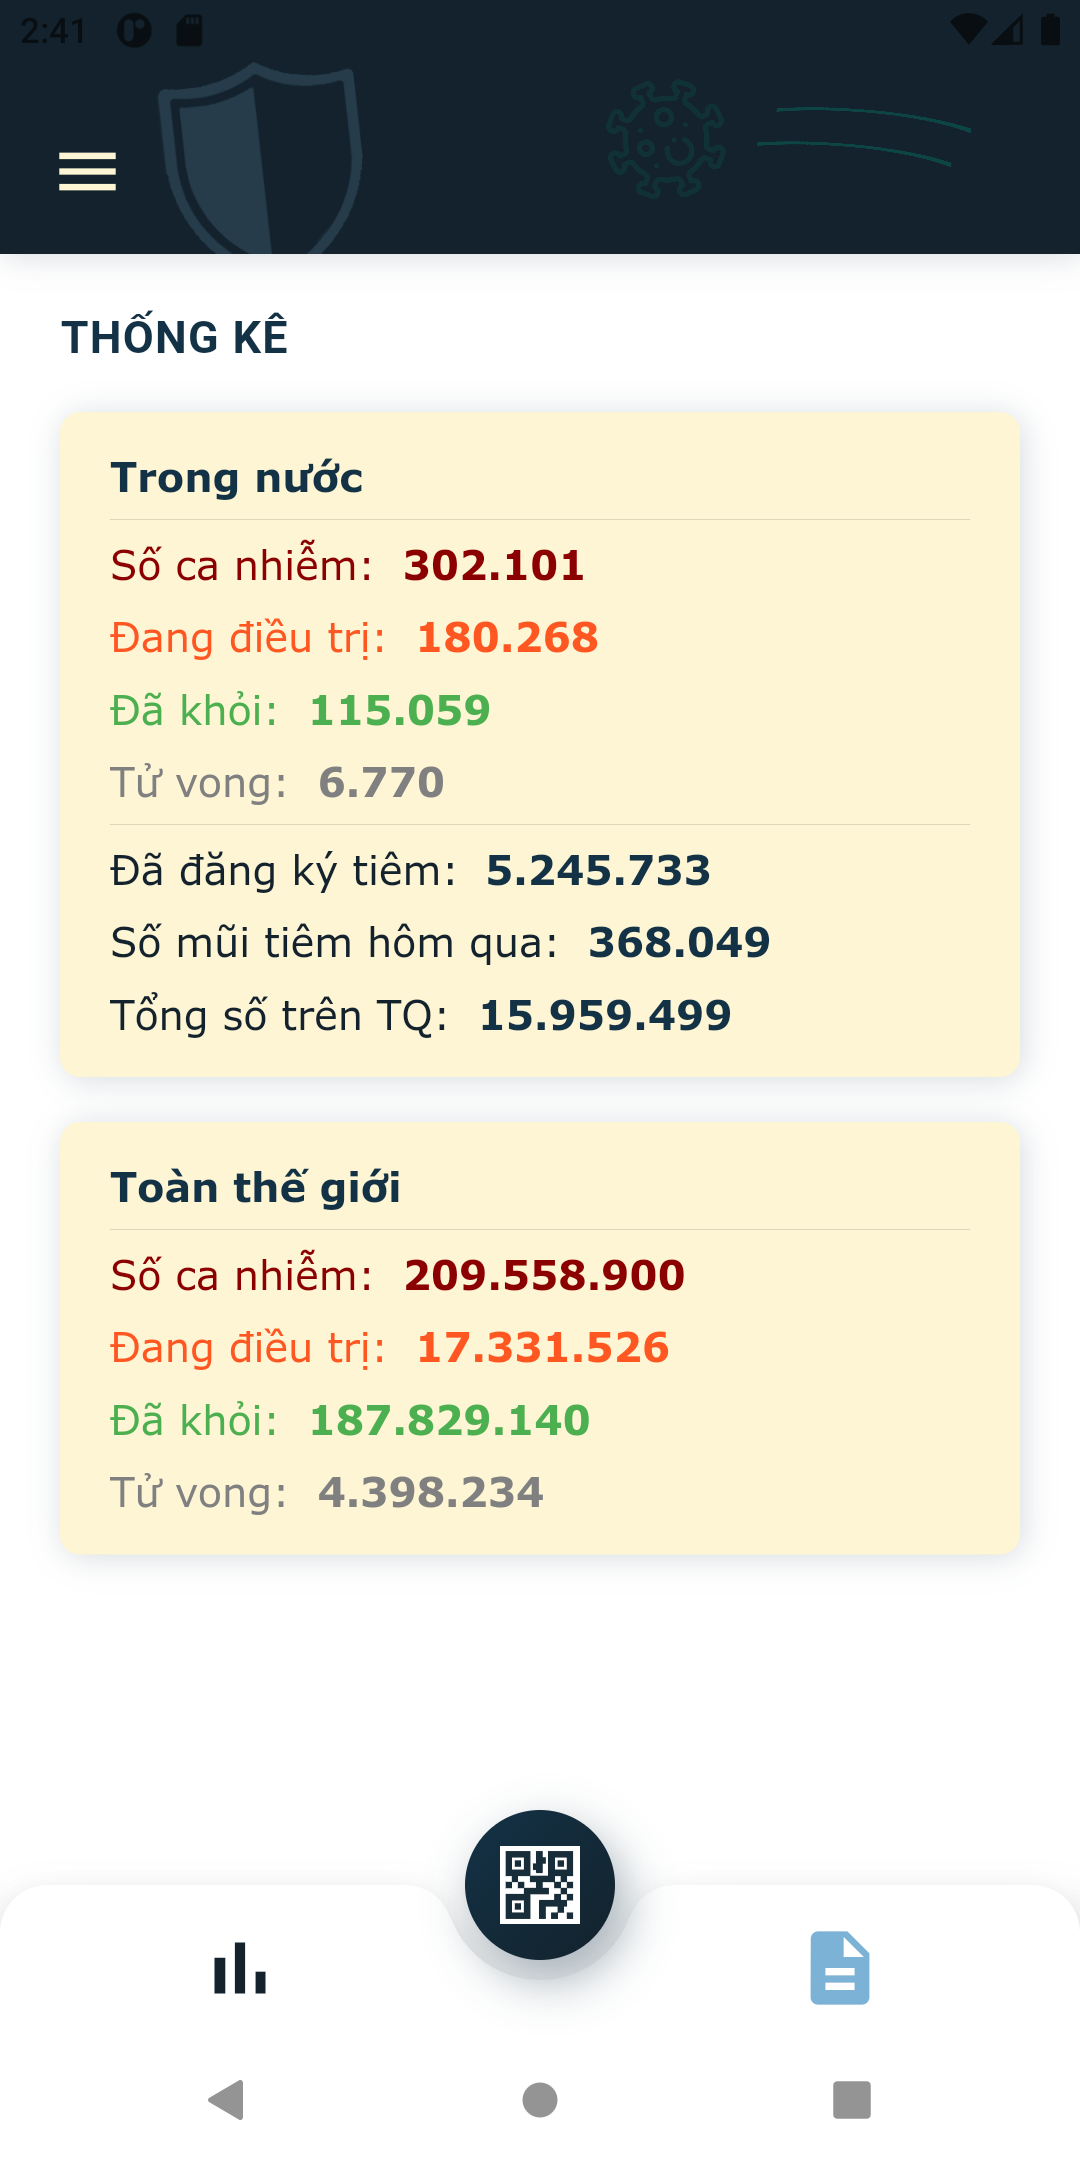 2:41
THỐNG KÊ
Trong nước
Số ca nhiễm: 302.101
Đang điều trị: 180.268
Đã khỏi: 115.059
Tử vong: 6.770
Đã đăng ký tiêm: 5.245.733
Số mũi tiêm hôm qua: 368.049
Tổng số trên TQ: 15.959.499
Toàn thế giới
Số ca nhiễm: 209.558.900
Đang điều trị: 17.331.526
Đã khỏi: 187.829.140
Tử vong: 4.398.234